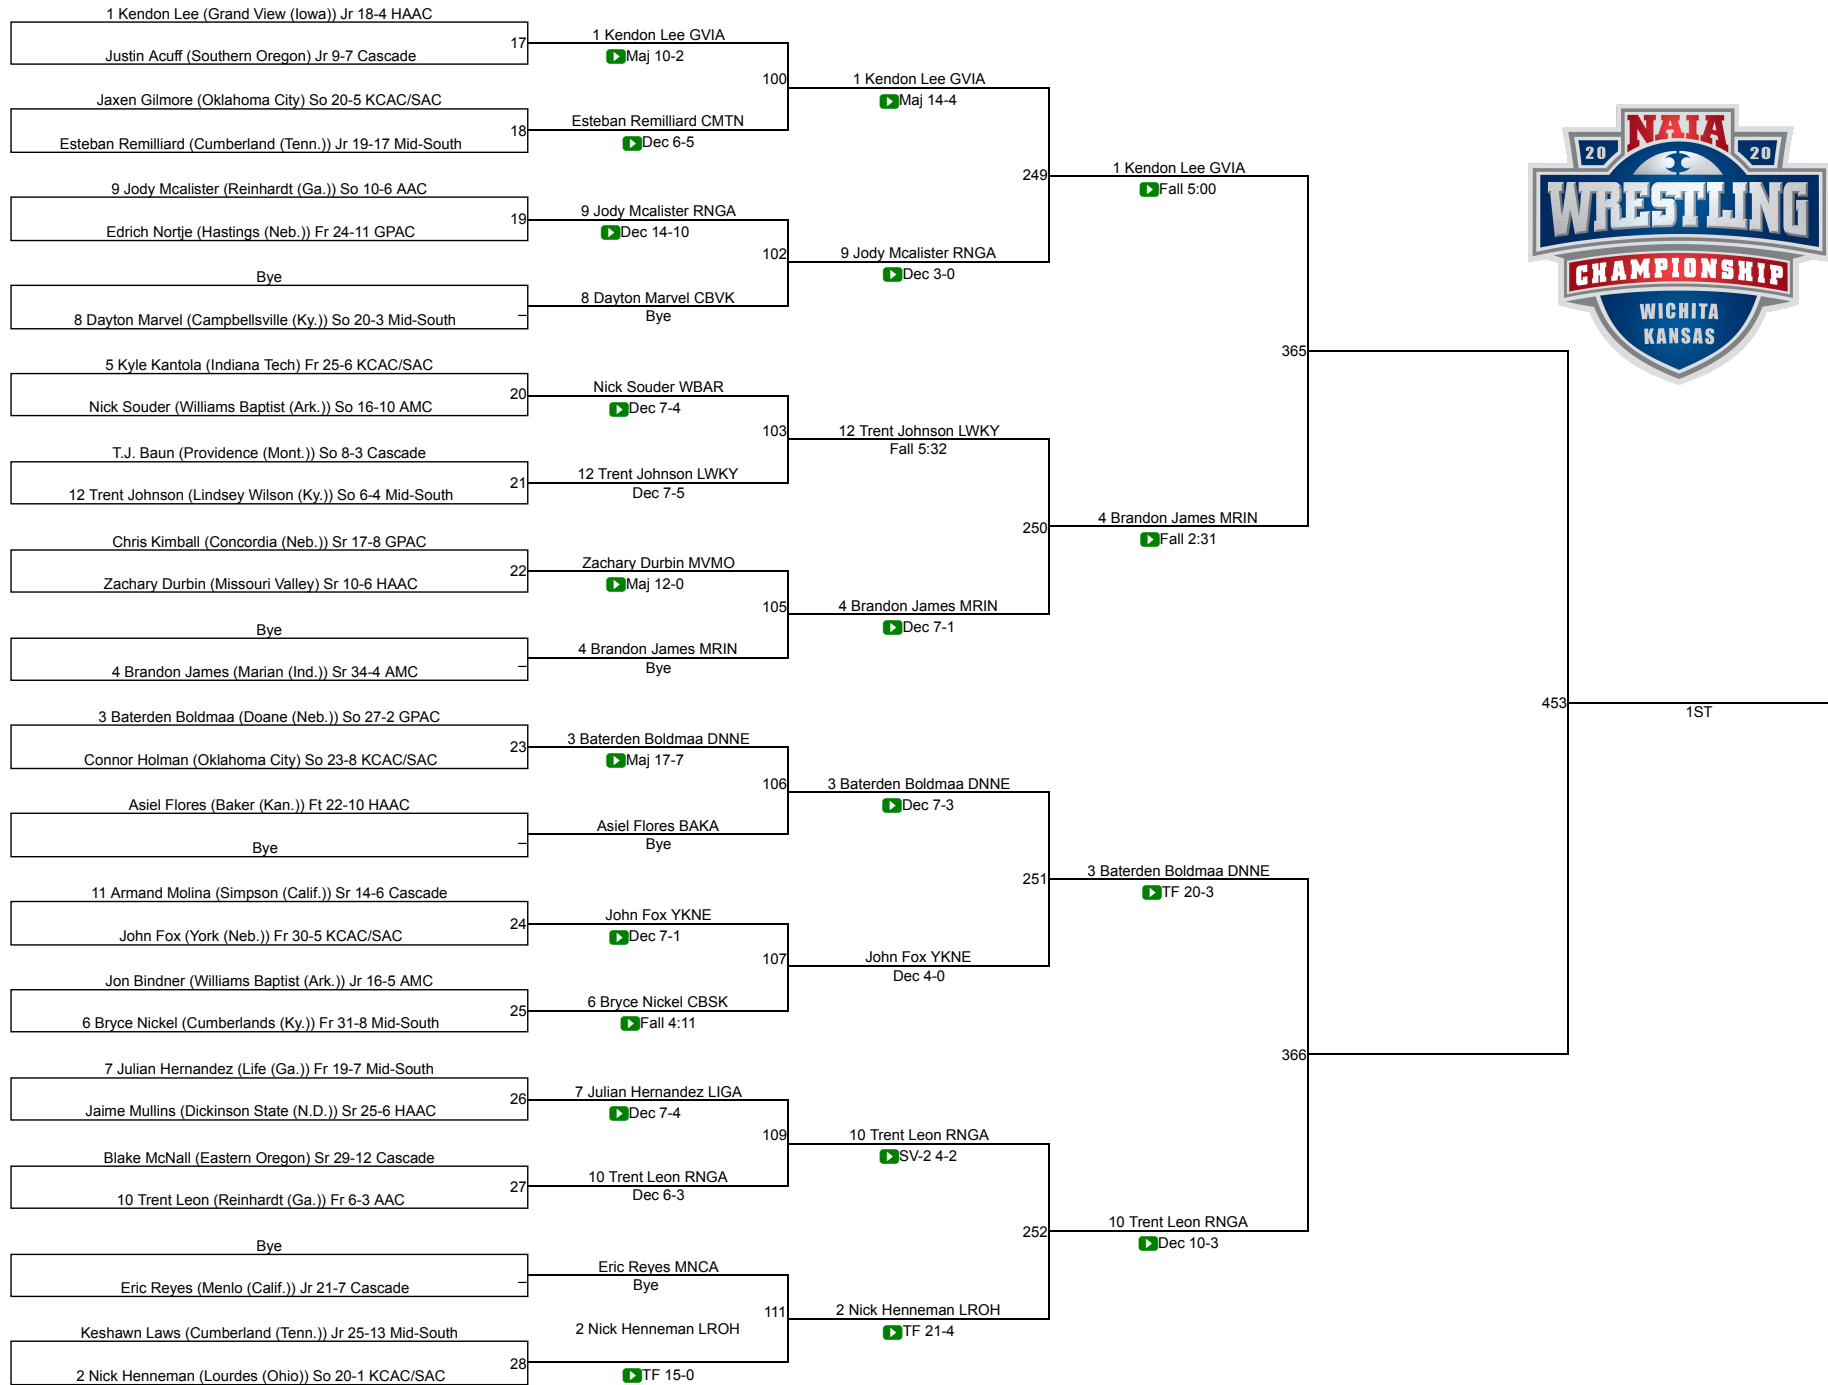 1 Kendon Lee (Grand View (Iowa)) Jr 18-4 HAAC
17
Justin Acuff (Southern Oregon) Jr 9-7 Cascade
Jaxen Gilmore (Oklahoma City) So 20-5 KCAC/SAC
18
Esteban Remilliard (Cumberland (Tenn.)) Jr 19-17 Mid-South
9 Jody Mcalister (Reinhardt (Ga.)) So 10-6 AAC
19
Edrich Nortje (Hastings (Neb.)) Fr 24-11 GPAC
Bye
8 Dayton Marvel (Campbellsville (Ky.)) So 20-3 Mid-South
5 Kyle Kantola (Indiana Tech) Fr 25-6 KCAC/SAC
20
Nick Souder (Williams Baptist (Ark.)) So 16-10 AMC
T.J. Baun (Providence (Mont.)) So 8-3 Cascade
21
12 Trent Johnson (Lindsey Wilson (Ky.)) So 6-4 Mid-South
Chris Kimball (Concordia (Neb.)) Sr 17-8 GPAC
22
Zachary Durbin (Missouri Valley) Sr 10-6 HAAC
Bye
4 Brandon James (Marian (Ind.)) Sr 34-4 AMC
3 Baterden Boldmaa (Doane (Neb.)) So 27-2 GPAC
23
Connor Holman (Oklahoma City) So 23-8 KCAC/SAC
Asiel Flores (Baker (Kan.)) Ft 22-10 HAAC
Bye
11 Armand Molina (Simpson (Calif.)) Sr 14-6 Cascade
24
John Fox (York (Neb.)) Fr 30-5 KCAC/SAC
Jon Bindner (Williams Baptist (Ark.)) Jr 16-5 AMC
25
6 Bryce Nickel (Cumberlands (Ky.)) Fr 31-8 Mid-South
7 Julian Hernandez (Life (Ga.)) Fr 19-7 Mid-South
26
Jaime Mullins (Dickinson State (N.D.)) Sr 25-6 HAAC
Blake McNall (Eastern Oregon) Sr 29-12 Cascade
27
10 Trent Leon (Reinhardt (Ga.)) Fr 6-3 AAC
Bye
Eric Reyes (Menlo (Calif.)) Jr 21-7 Cascade
Keshawn Laws (Cumberland (Tenn.)) Jr 25-13 Mid-South
28
2 Nick Henneman (Lourdes (Ohio)) So 20-1 KCAC/SAC
1 Kendon Lee GVIA
Maj 10-2
100
Esteban Remilliard CMTN
Dec 6-5
9 Jody Mcalister RNGA
Dec 14-10
102
8 Dayton Marvel CBVK
Bye
Nick Souder WBAR
Dec 7-4
103
12 Trent Johnson LWKY
Dec 7-5
Zachary Durbin MVMO
Maj 12-0
105
4 Brandon James MRIN
Bye
3 Baterden Boldmaa DNNE
Maj 17-7
106
Asiel Flores BAKA
Bye
John Fox YKNE
Dec 7-1
107
6 Bryce Nickel CBSK
Fall 4:11
7 Julian Hernandez LIGA
Dec 7-4
109
10 Trent Leon RNGA
Dec 6-3
Eric Reyes MNCA
Bye
111
2 Nick Henneman LROH
TF 15-0
1 Kendon Lee GVIA
Maj 14-4
249
9 Jody Mcalister RNGA
Dec 3-0
12 Trent Johnson LWKY
Fall 5:32
250
4 Brandon James MRIN
Dec 7-1
3 Baterden Boldmaa DNNE
Dec 7-3
251
John Fox YKNE
Dec 4-0
10 Trent Leon RNGA
SV-2 4-2
252
2 Nick Henneman LROH
TF 21-4
1 Kendon Lee GVIA
Fall 5:00
365
4 Brandon James MRIN
Fall 2:31
3 Baterden Boldmaa DNNE
TF 20-3
366
10 Trent Leon RNGA
Dec 10-3
453
1ST
NAIA
20 20
WRESTLING
CHAMPIONSHIP
WICHITA
KANSAS